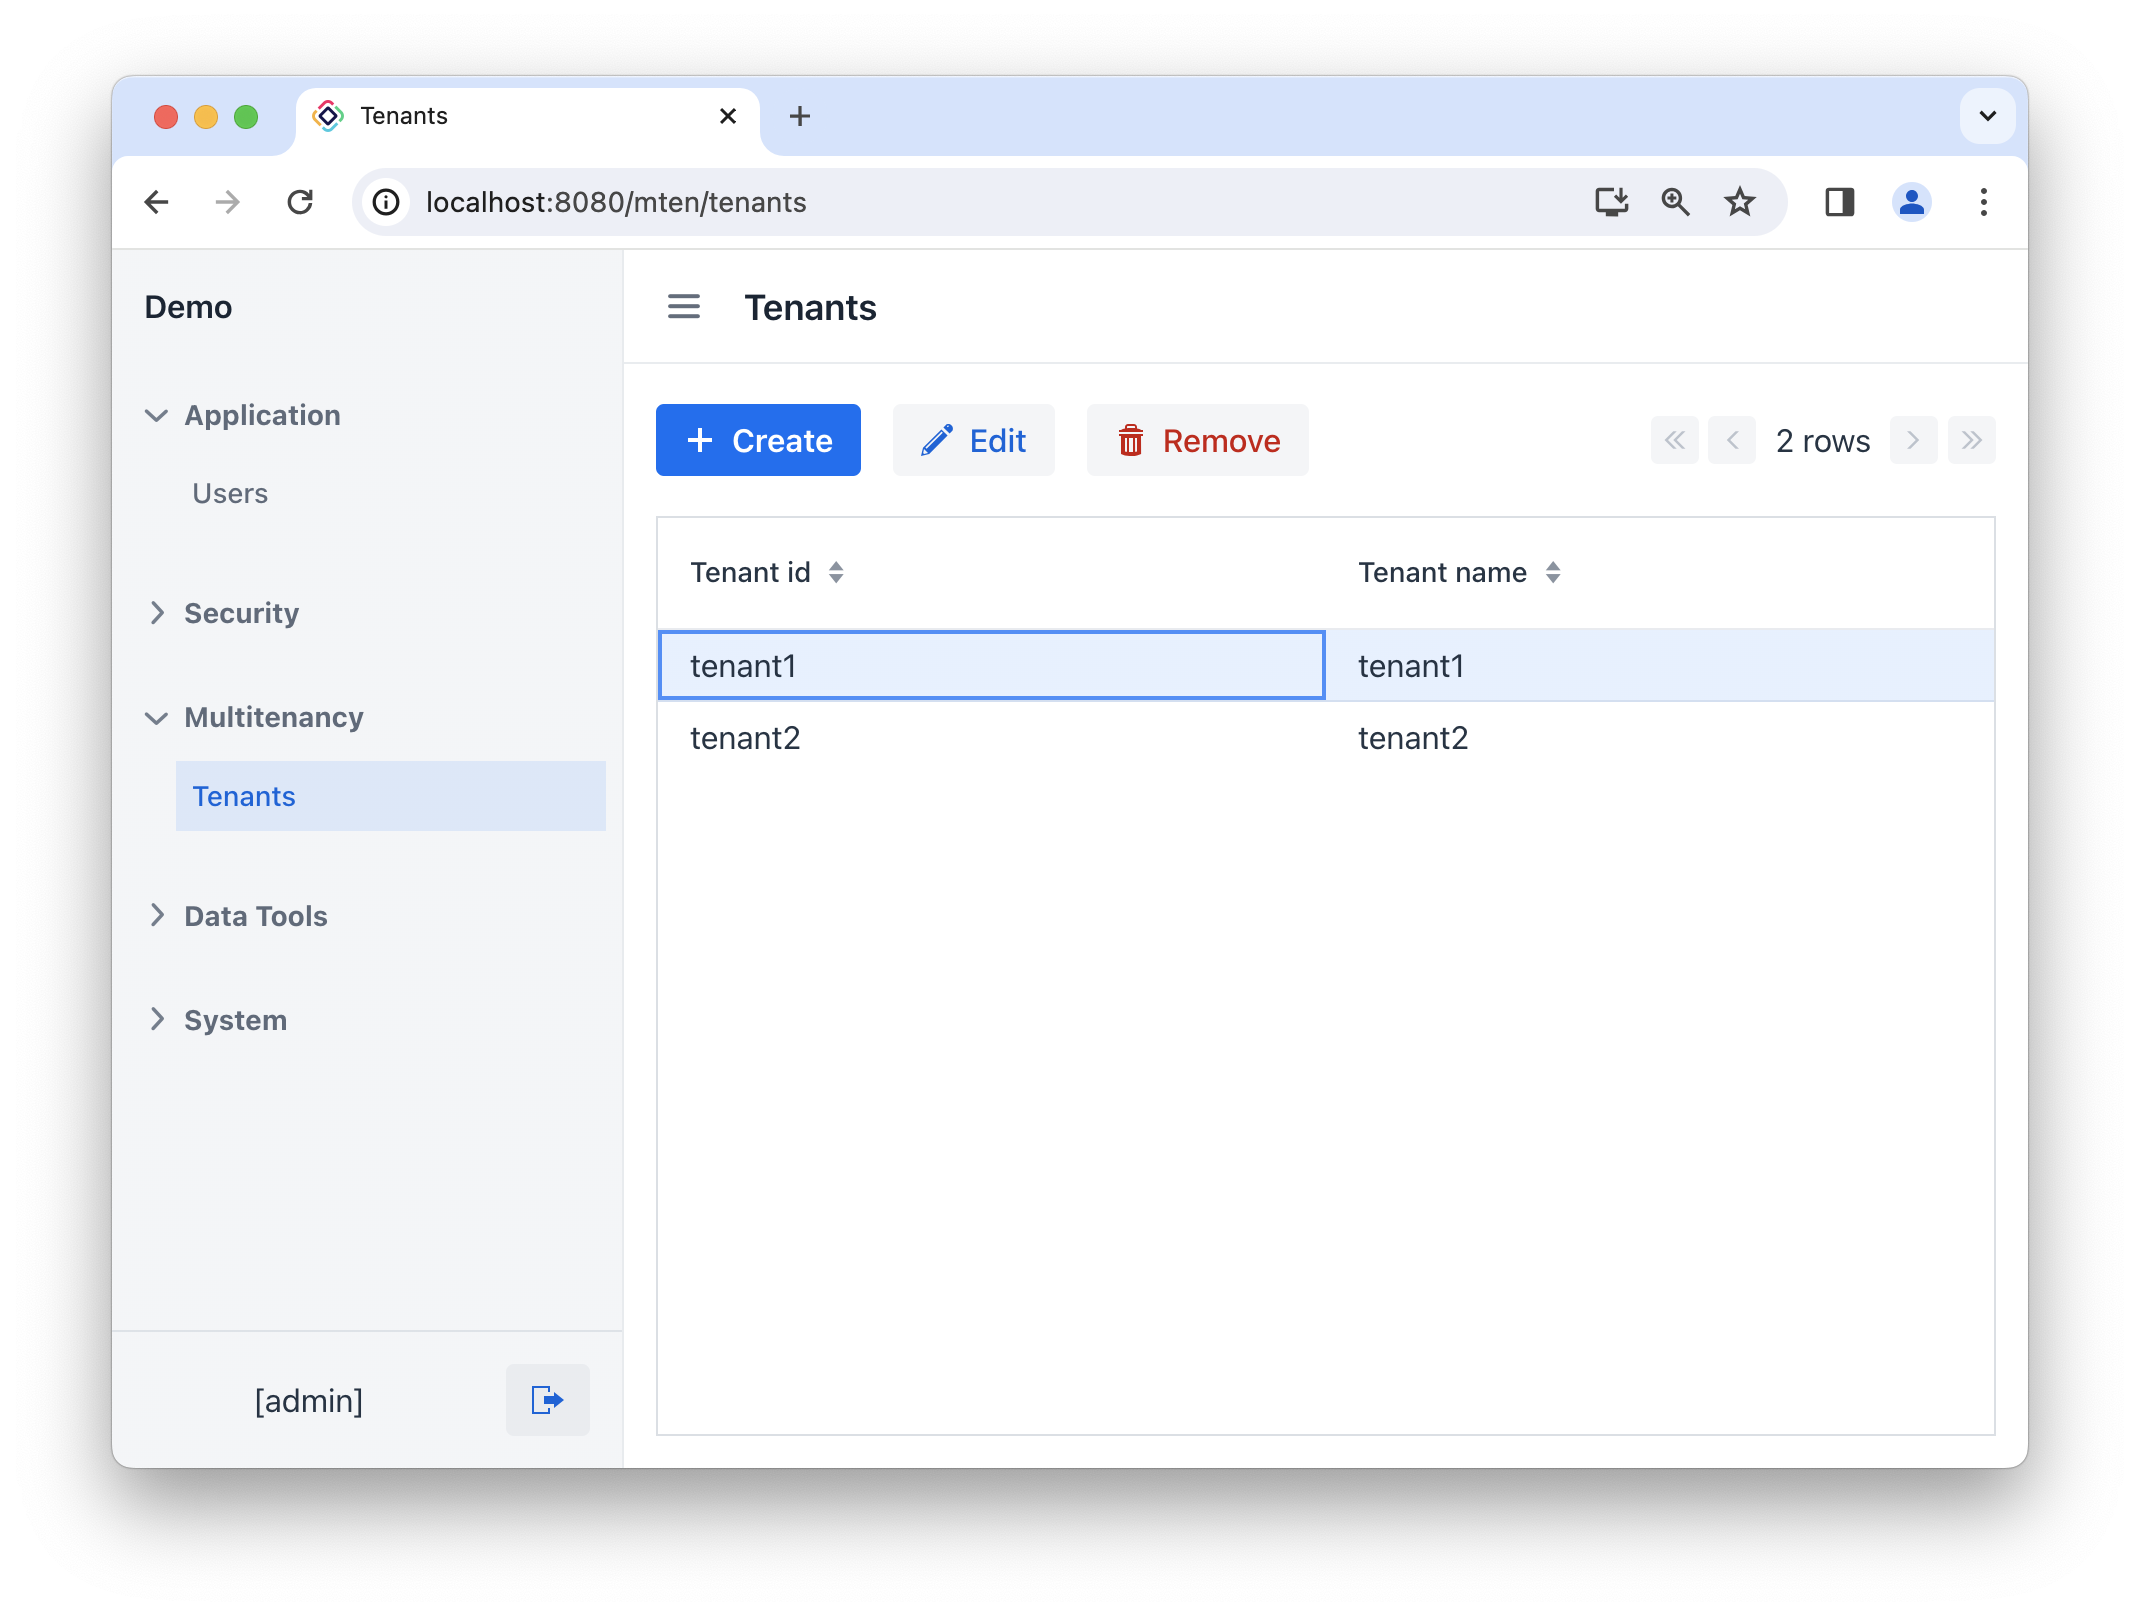 Tenants
localhost:8080/mten/tenants
Demo
Application
Users
Security
Multitenancy
Tenants
Data Tools
System
[admin]
Tenants
Create Edit Remove 2 rows
Tenant id Tenant name
tenant1 tenant1
tenant2 tenant2